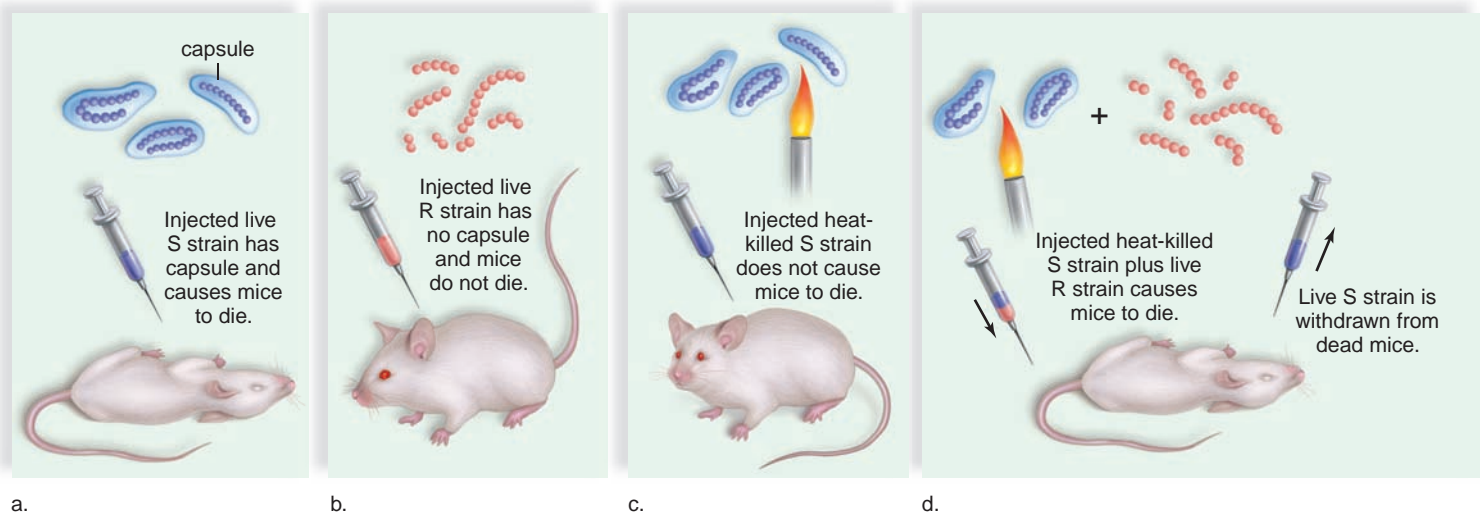 capsule
Injected live
S strain has
capsule and
causes mice
to die.
Injected live
R strain has
no capsule
and mice
do not die.
Injected heat-
killed S strain
does not cause
mice to die.
+
Injected heat-killed
S strain plus live
R strain causes
mice to die.
Live S strain is
withdrawn from
dead mice.
a.
b.
c.
d.